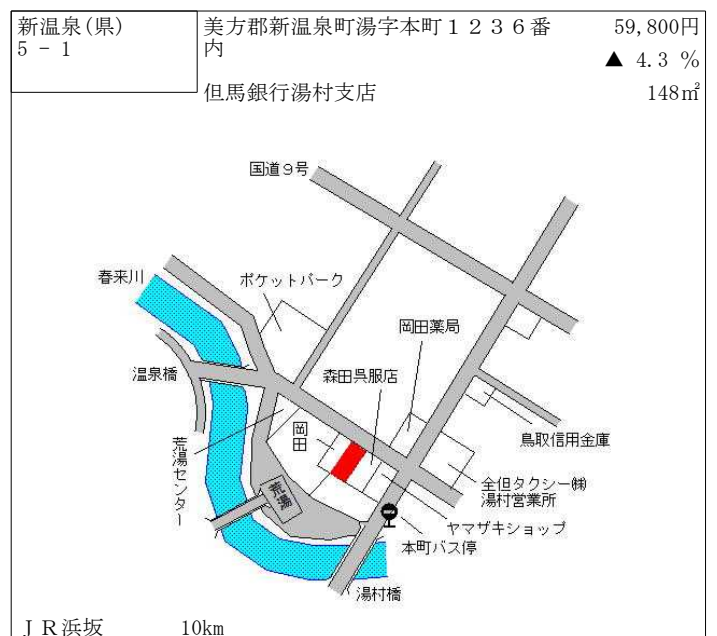 新温泉(県)
5 － 1
美方郡新温泉町湯字本町１２３６番
内
59,800円
▲ 4.3 %
但馬銀行湯村支店
148㎡
国道９号
春来川
ポケットパーク
岡田薬局
温泉橋
森田呉服店
岡田
鳥取信用金庫
荒湯センター
荒湯
全但タクシー㈱
湯村営業所
ヤマザキショップ
本町バス停
湯村橋
ＪＲ浜坂
10km